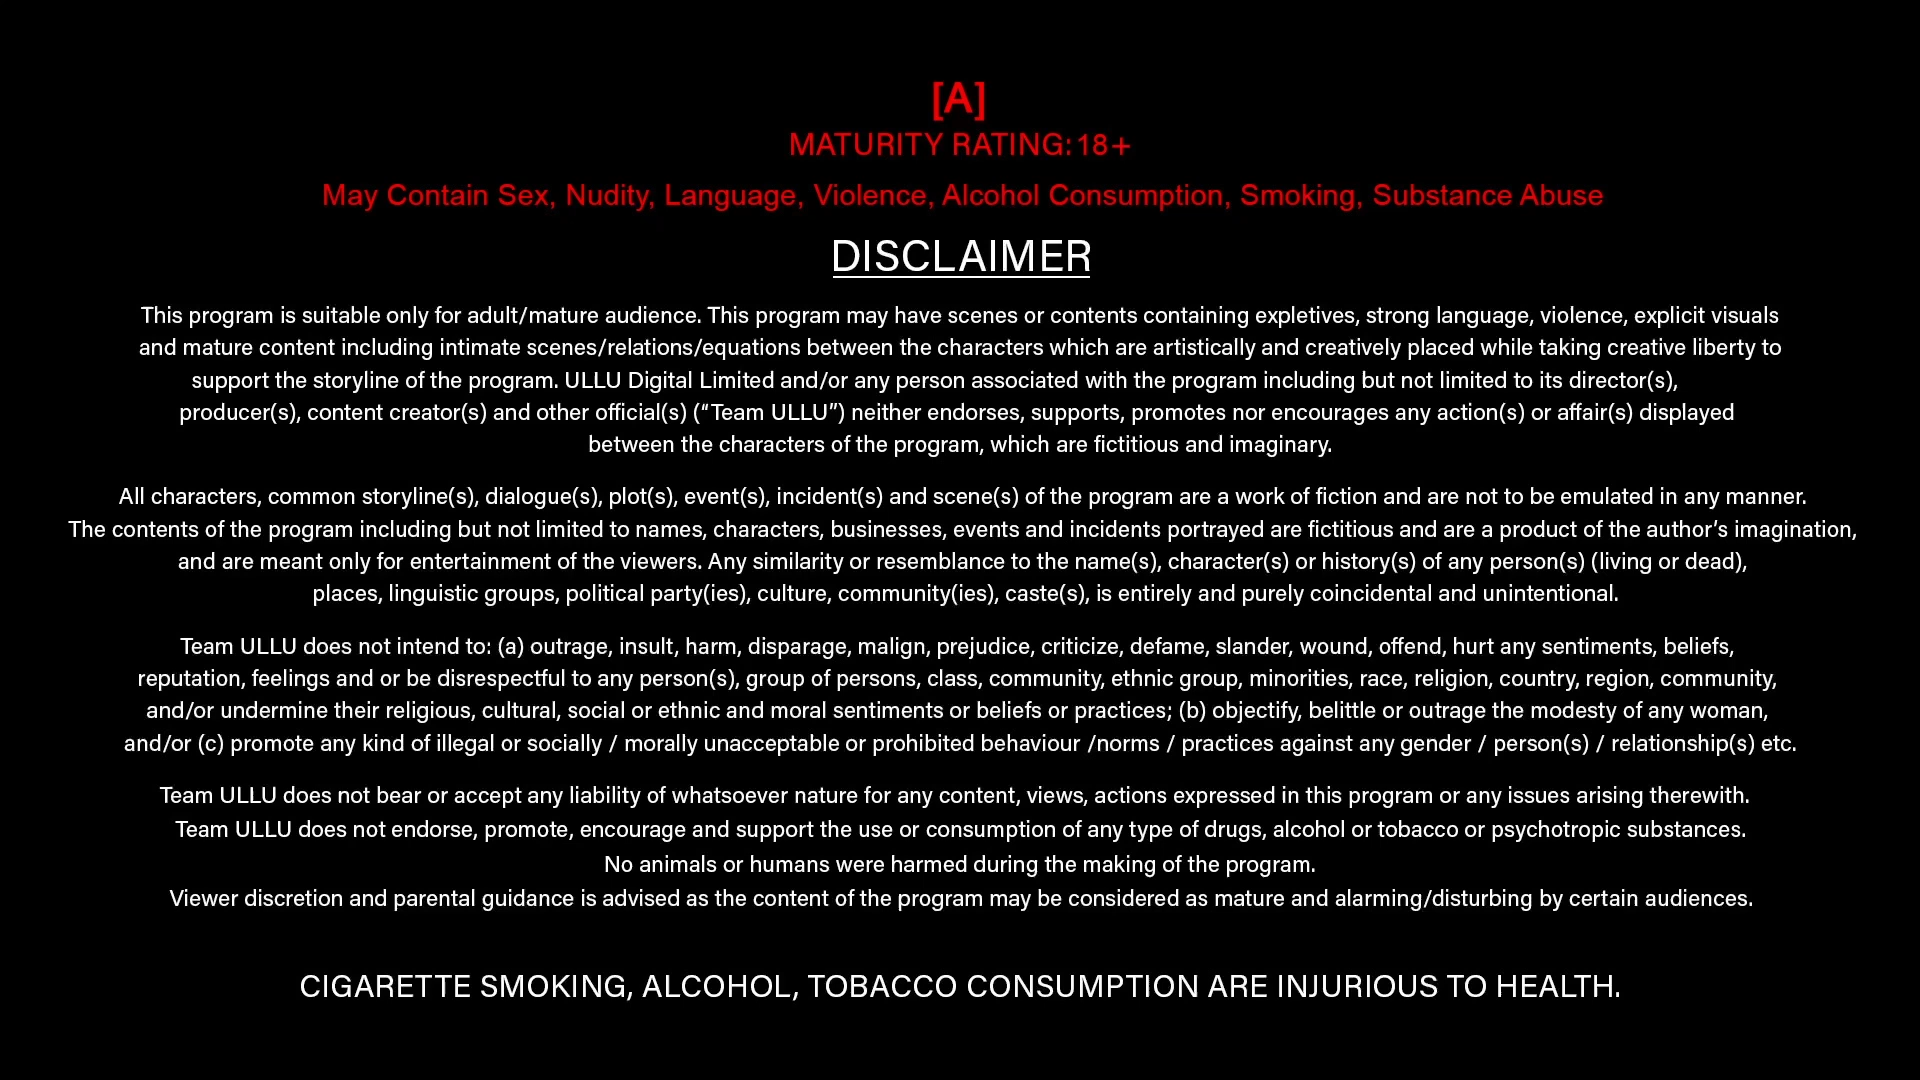 [A]
MATURITY RATING:18+
May Contain Sex, Nudity, Language, Violence, Alcohol Consumption, Smoking, Substance Abuse
DISCLAIMER
This program is suitable only for adult/mature audience. This program may have scenes or contents containing expletives, strong language, violence, explicit visuals
and mature content including intimate scenes/relations/equations between the characters which are artistically and creatively placed while taking creative liberty to
support the storyline of the program. ULLU Digital Limited and/or any person associated with the program including but not limited to its director(s),
producer(s), content creator(s) and other official(s) (“Team ULLU”) neither endorses, supports, promotes nor encourages any action(s) or affair(s) displayed
between the characters of the program, which are fictitious and imaginary.
All characters, common storyline(s), dialogue(s), plot(s), event(s), incident(s) and scene(s) of the program are a work of fiction and are not to be emulated in any manner.
The contents of the program including but not limited to names, characters, businesses, events and incidents portrayed are fictitious and are a product of the author’s imagination,
and are meant only for entertainment of the viewers. Any similarity or resemblance to the name(s), character(s) or history(s) of any person(s) (living or dead),
places, linguistic groups, political party(ies), culture, community(ies), caste(s), is entirely and purely coincidental and unintentional.
Team ULLU does not intend to: (a) outrage, insult, harm, disparage, malign, prejudice, criticize, defame, slander, wound, offend, hurt any sentiments, beliefs,
reputation, feelings and or be disrespectful to any person(s), group of persons, class, community, ethnic group, minorities, race, religion, country, region, community,
and/or undermine their religious, cultural, social or ethnic and moral sentiments or beliefs or practices; (b) objectify, belittle or outrage the modesty of any woman,
and/or (c) promote any kind of illegal or socially / morally unacceptable or prohibited behaviour /norms / practices against any gender / person(s) / relationship(s) etc.
Team ULLU does not bear or accept any liability of whatsoever nature for any content, views, actions expressed in this program or any issues arising therewith.
Team ULLU does not endorse, promote, encourage and support the use or consumption of any type of drugs, alcohol or tobacco or psychotropic substances.
No animals or humans were harmed during the making of the program.
Viewer discretion and parental guidance is advised as the content of the program may be considered as mature and alarming/disturbing by certain audiences.
CIGARETTE SMOKING, ALCOHOL, TOBACCO CONSUMPTION ARE INJURIOUS TO HEALTH.